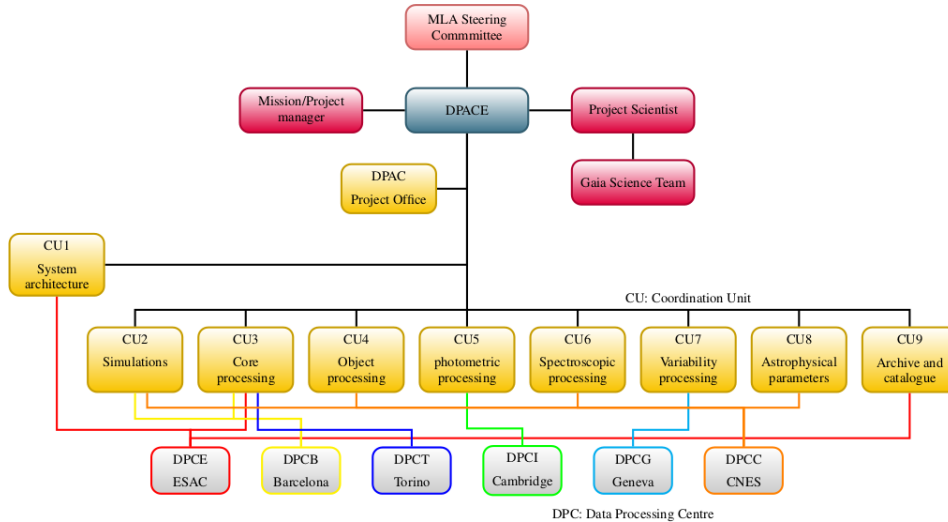 MLA Steering
Commmittee
Mission/Project
manager
DPACE
Project Scientist
DPAC
Project Office
Gaia Science Team
CU1
System
architecture
CU: Coordination Unit
CU2
Simulations
CU3
Core
processing
CU4
Object
processing
CU5
photometric
processing
CU6
Spectroscopic
processing
CU7
Variability
processing
CU8
Astrophysical
parameters
CU9
Archive and
catalogue
DPCE
ESAC
DPCB
Barcelona
DPCT
Torino
DPCI
Cambridge
DPCG
Geneva
DPCC
CNES
DPC: Data Processing Centre